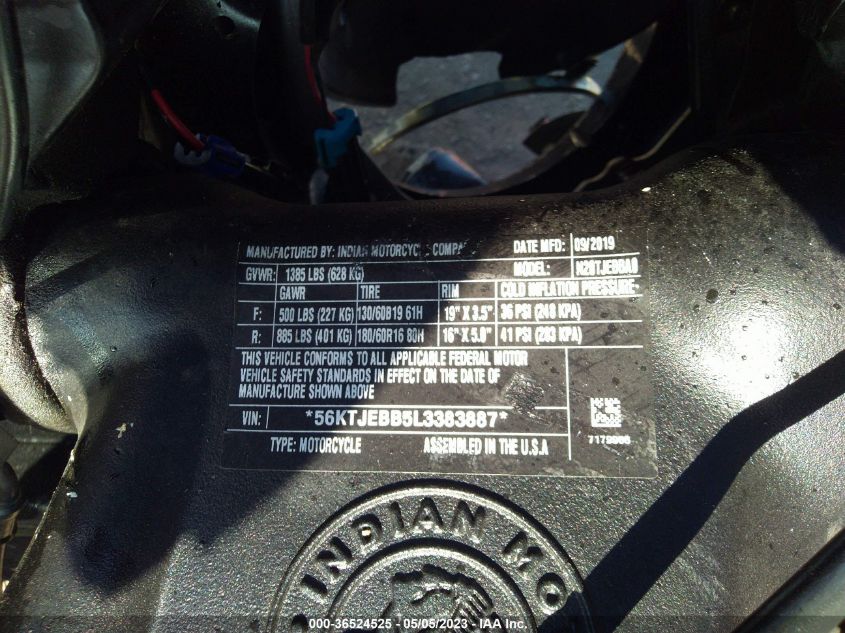 MANUFACTURED BY: INDIAN MOTORCYCLE COMPA DATE MFD: 09/2019
GVWR: 1385 LBS (628 KG) MODEL: N20TJEBBA0
GAWR TIRE RIM COLD INFLATION PRESSURE
F: 500 LBS (227 KG) 130/60B19 61H 19" X 3.5" 36 PSI (248 KPA)
R: 885 LBS (401 KG) 180/60R16 80H 16" X 5.0" 41 PSI (283 KPA)
THIS VEHICLE CONFORMS TO ALL APPLICABLE FEDERAL MOTOR
VEHICLE SAFETY STANDARDS IN EFFECT ON THE DATE OF
MANUFACTURE SHOWN ABOVE
VIN: *56KTJEBB5L3383887*
TYPE: MOTORCYCLE ASSEMBLED IN THE U.S.A
INDIAN MO
000-36524525 - 05/05/2023 - IAA Inc.